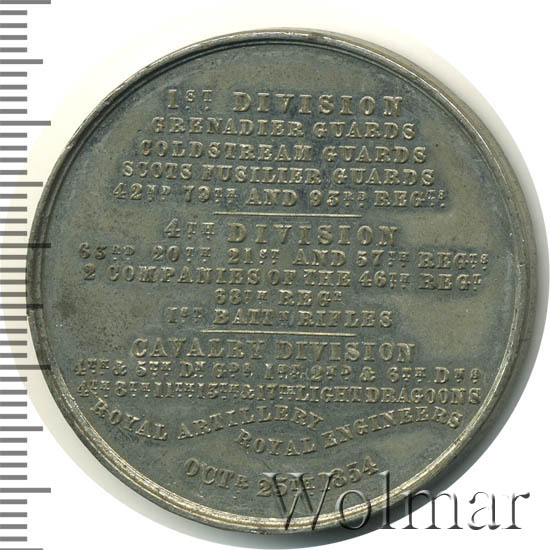 1ST DIVISION
GRENADIER GUARDS
COLDSTREAM GUARDS
SCOTS FUSILIER GUARDS
42ND 79TH AND 93RD REGTS
4TH DIVISION
63RD 20TH 21ST AND 57TH REGTS
2 COMPANIES OF THE 46TH REGT
68TH REGT
1ST BATTN RIFLES
CAVALRY DIVISION
4TH & 5TH DN GDS 1ST 2ND & 6TH DNS
4TH 8TH 11TH 13TH & 17TH LIGHT DRAGOONS
ROYAL ARTILLERY
ROYAL ENGINEERS
OCTR 25TH 1854
Wolmar